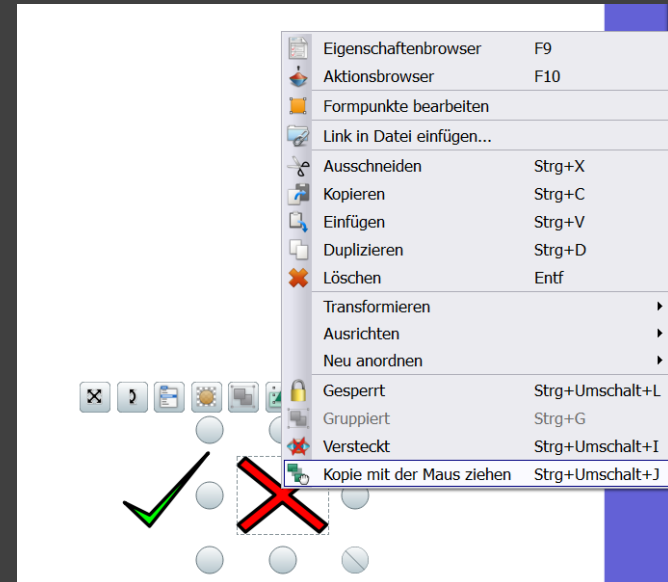 Eigenschaftenbrowser F9
Aktionsbrowser F10
Formpunkte bearbeiten
Link in Datei einfügen...
Ausschneiden Strg+X
Kopieren Strg+C
Einfügen Strg+V
Duplizieren Strg+D
Löschen Entf
Transformieren
Ausrichten
Neu anordnen
Gesperrt Strg+Umschalt+L
Gruppiert Strg+G
Versteckt Strg+Umschalt+I
Kopie mit der Maus ziehen Strg+Umschalt+J